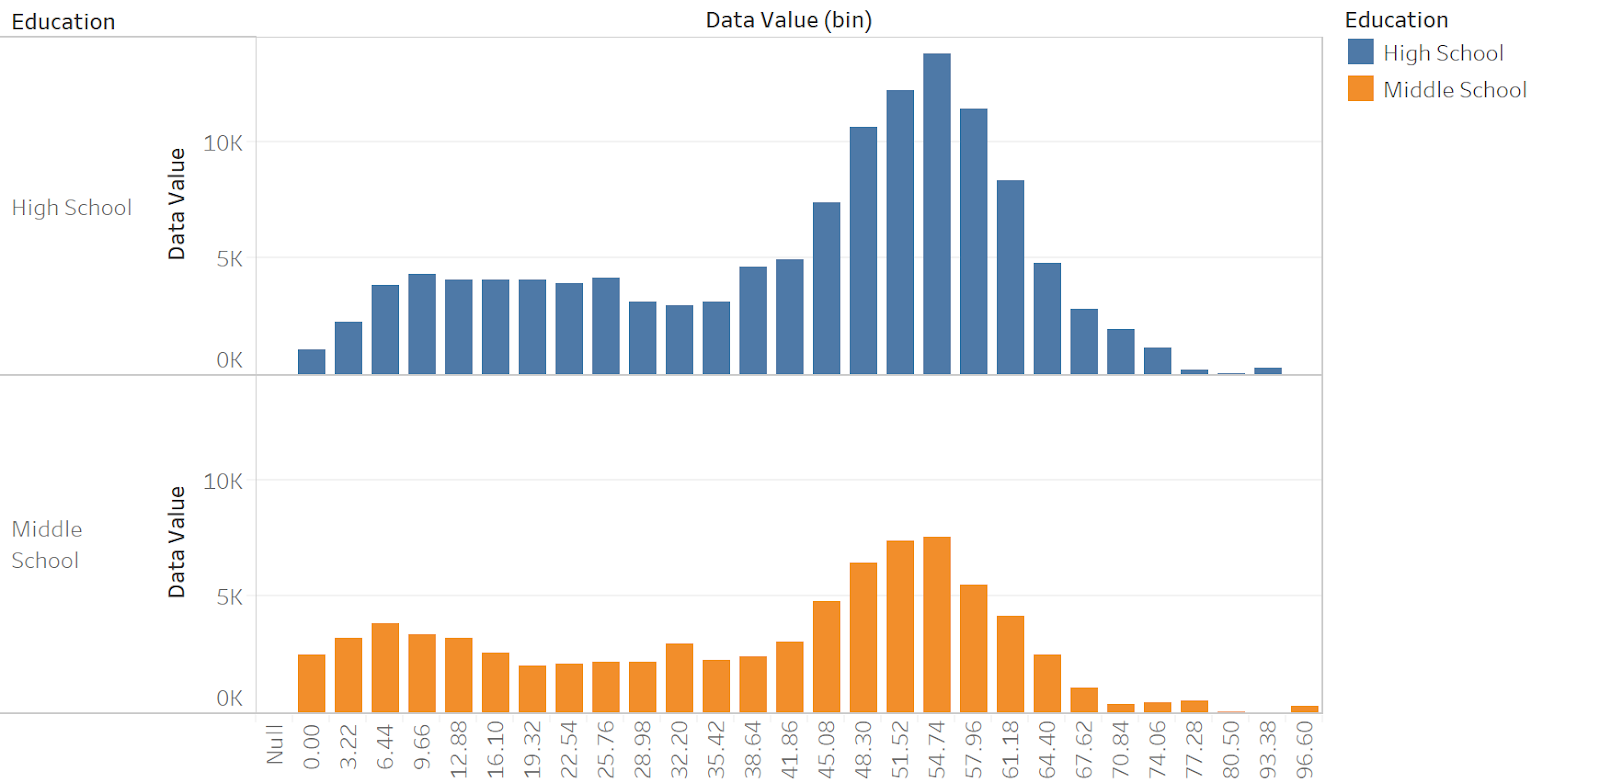 Education
Data Value (bin)
Education
High School
Middle School
High School
Data Value
10K
5K
0K
Middle
School
Data Value
10K
5K
0K
Null
0.00
3.22
6.44
9.66
12.88
16.10
19.32
22.54
25.76
28.98
32.20
35.42
38.64
41.86
45.08
48.30
51.52
54.74
57.96
61.18
64.40
67.62
70.84
74.06
77.28
80.50
93.38
96.60